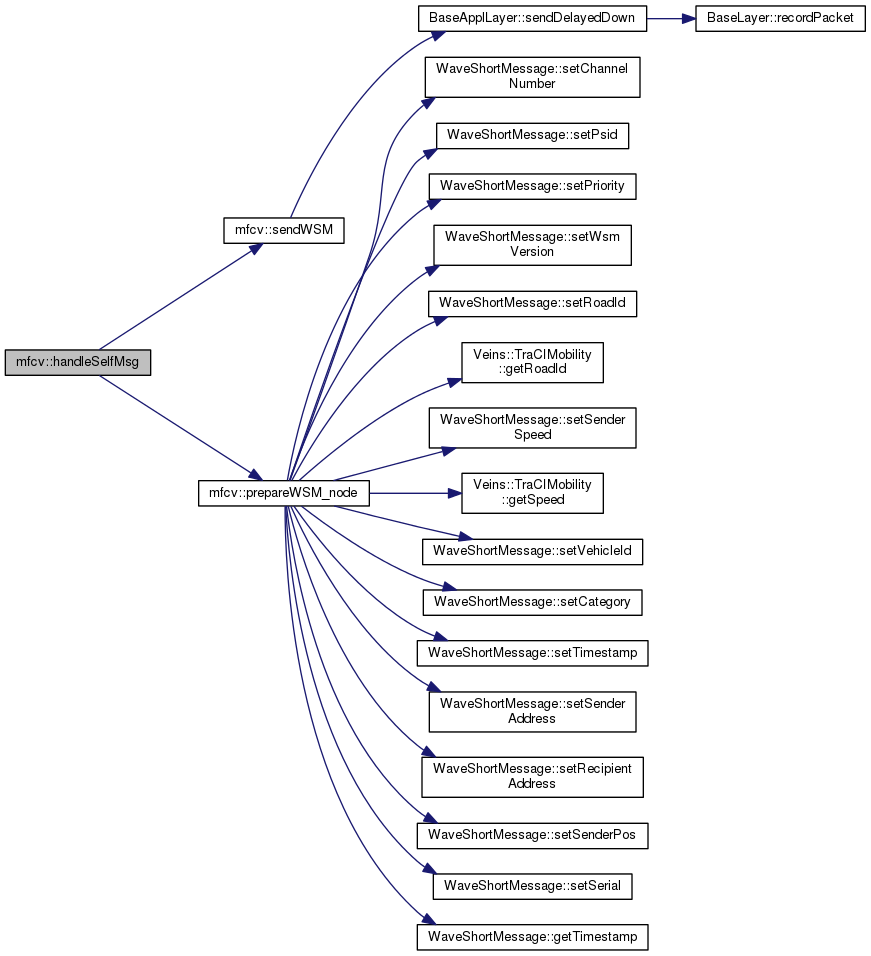 BaseApplLayer::sendDelayedDown
BaseLayer::recordPacket
WaveShortMessage::setChannel
Number
WaveShortMessage::setPsid
WaveShortMessage::setPriority
mfcv::sendWSM
WaveShortMessage::setWsm
Version
WaveShortMessage::setRoadId
mfcv::handleSelfMsg
Veins::TraCIMobility
::getRoadId
WaveShortMessage::setSender
Speed
mfcv::prepareWSM_node
Veins::TraCIMobility
::getSpeed
WaveShortMessage::setVehicleId
WaveShortMessage::setCategory
WaveShortMessage::setTimestamp
WaveShortMessage::setSender
Address
WaveShortMessage::setRecipient
Address
WaveShortMessage::setSenderPos
WaveShortMessage::setSerial
WaveShortMessage::getTimestamp